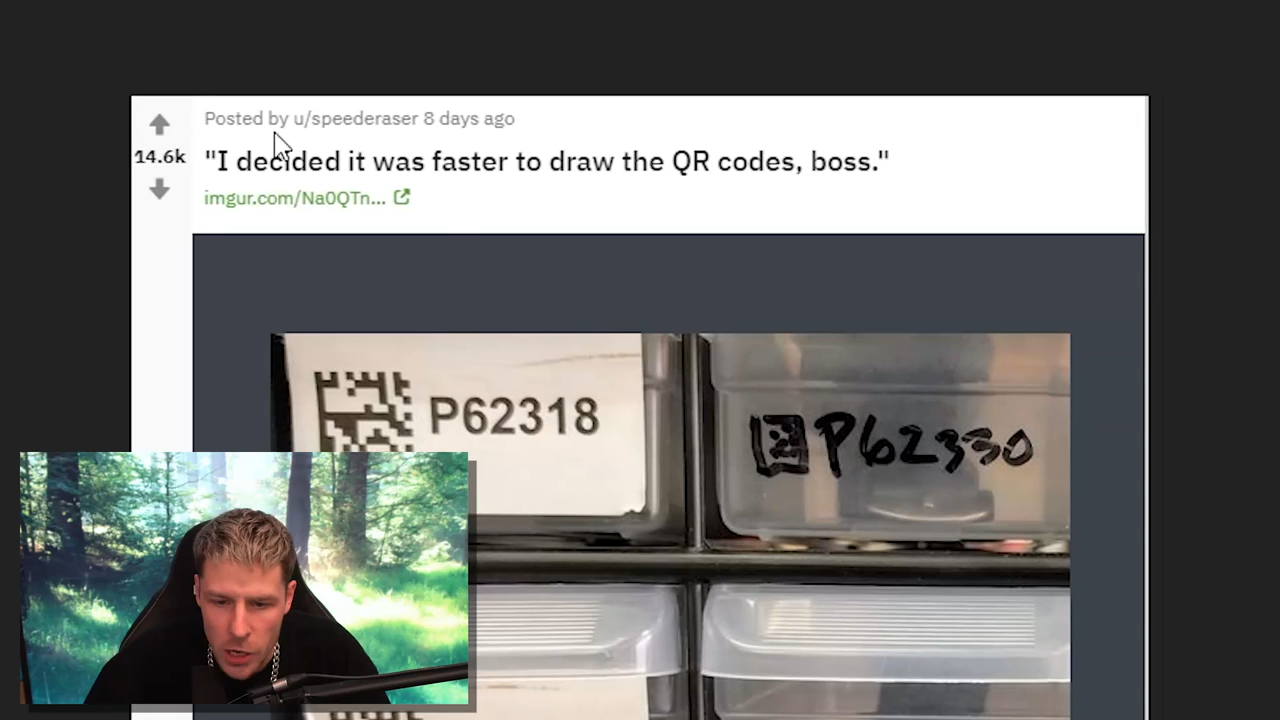 Posted by u/speederaser 8 days ago
14.6k
"I decided it was faster to draw the QR codes, boss."
imgur.com/Na0QTn...
P62318
P62330